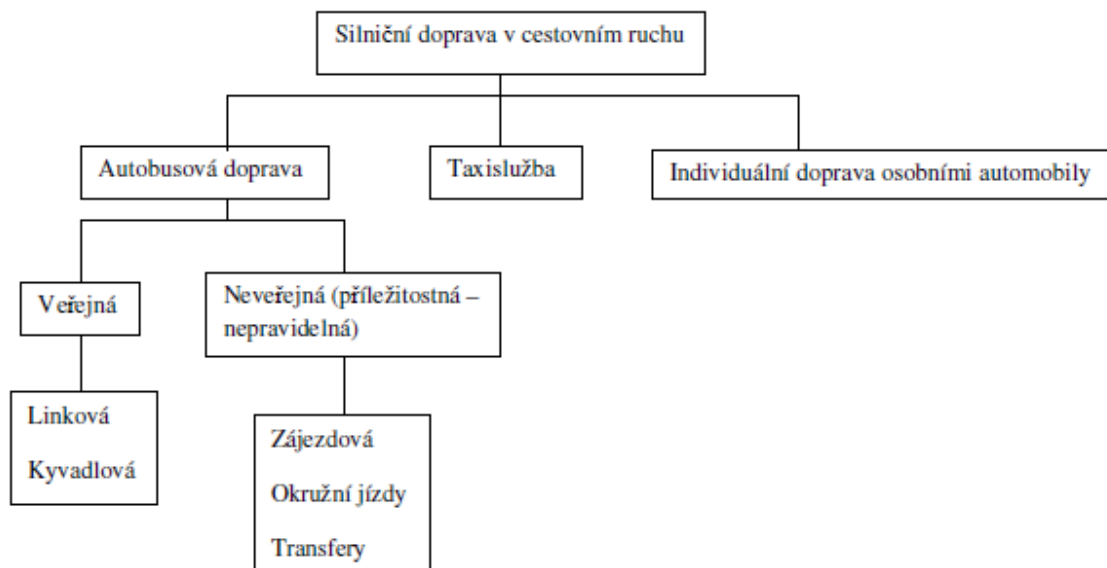 Silniční doprava v cestovním ruchu
Autobusová doprava
Taxislužba
Individuální doprava osobními automobily
Veřejná
Neveřejná (příležitostná –
nepravidelná)
Linková
Kyvadlová
Zájezdová
Okružní jízdy
Transfery